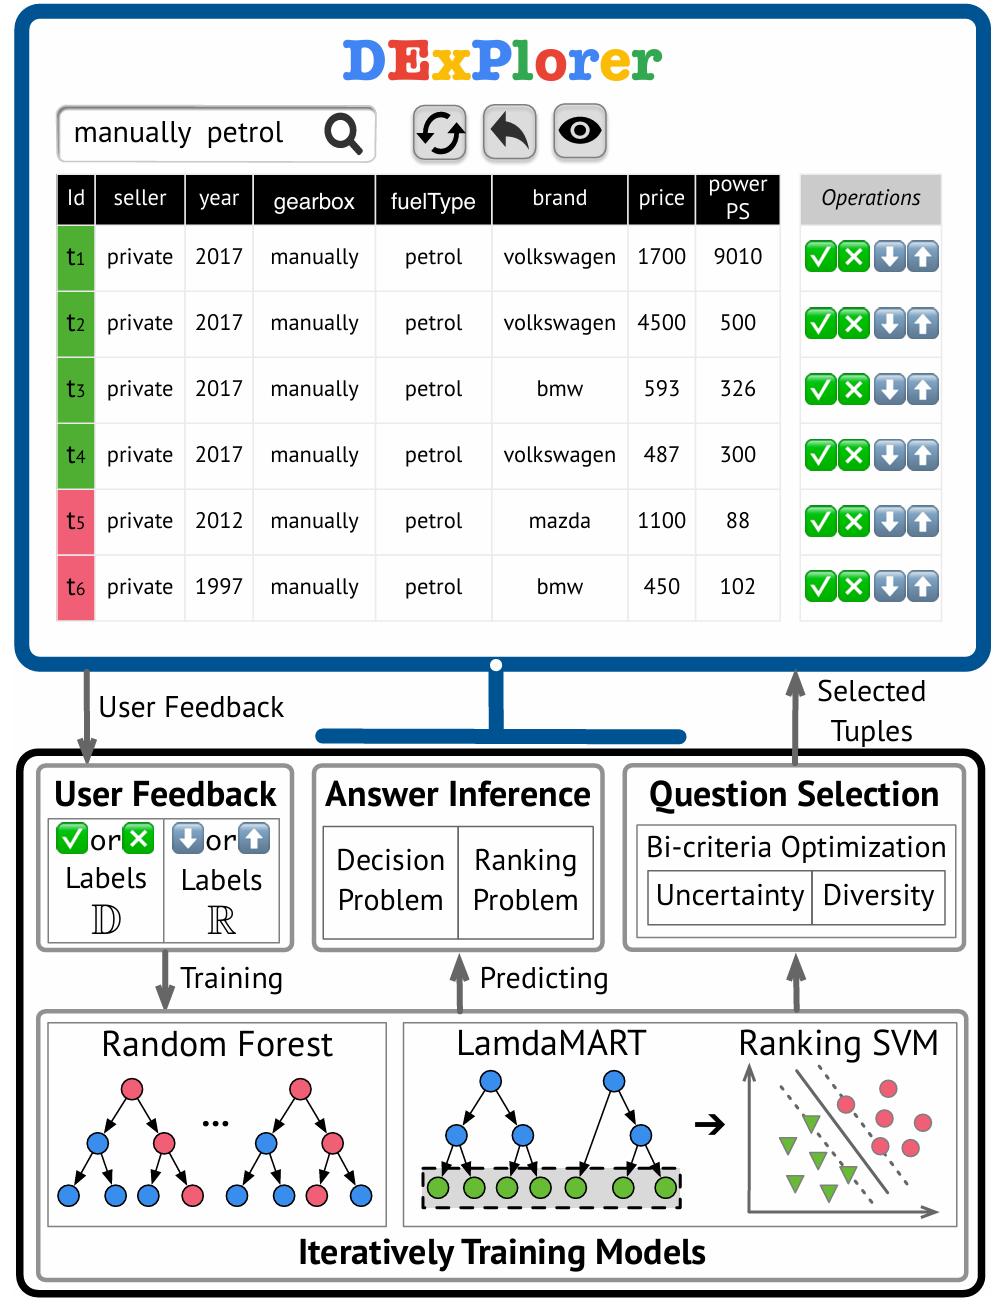 DExPlorer
manually petrol
Id seller year gearbox fuelType brand price power PS Operations
t1 private 2017 manually petrol volkswagen 1700 9010
t2 private 2017 manually petrol volkswagen 4500 500
t3 private 2017 manually petrol bmw 593 326
t4 private 2017 manually petrol volkswagen 487 300
t5 private 2012 manually petrol mazda 1100 88
t6 private 1997 manually petrol bmw 450 102
User Feedback
Selected
Tuples
User Feedback
or
Labels
𝔻
or
Labels
ℝ
Answer Inference
Decision
Problem
Ranking
Problem
Question Selection
Bi-criteria Optimization
Uncertainty
Diversity
Training
Predicting
Random Forest
...
LamdaMART
Ranking SVM
Iteratively Training Models